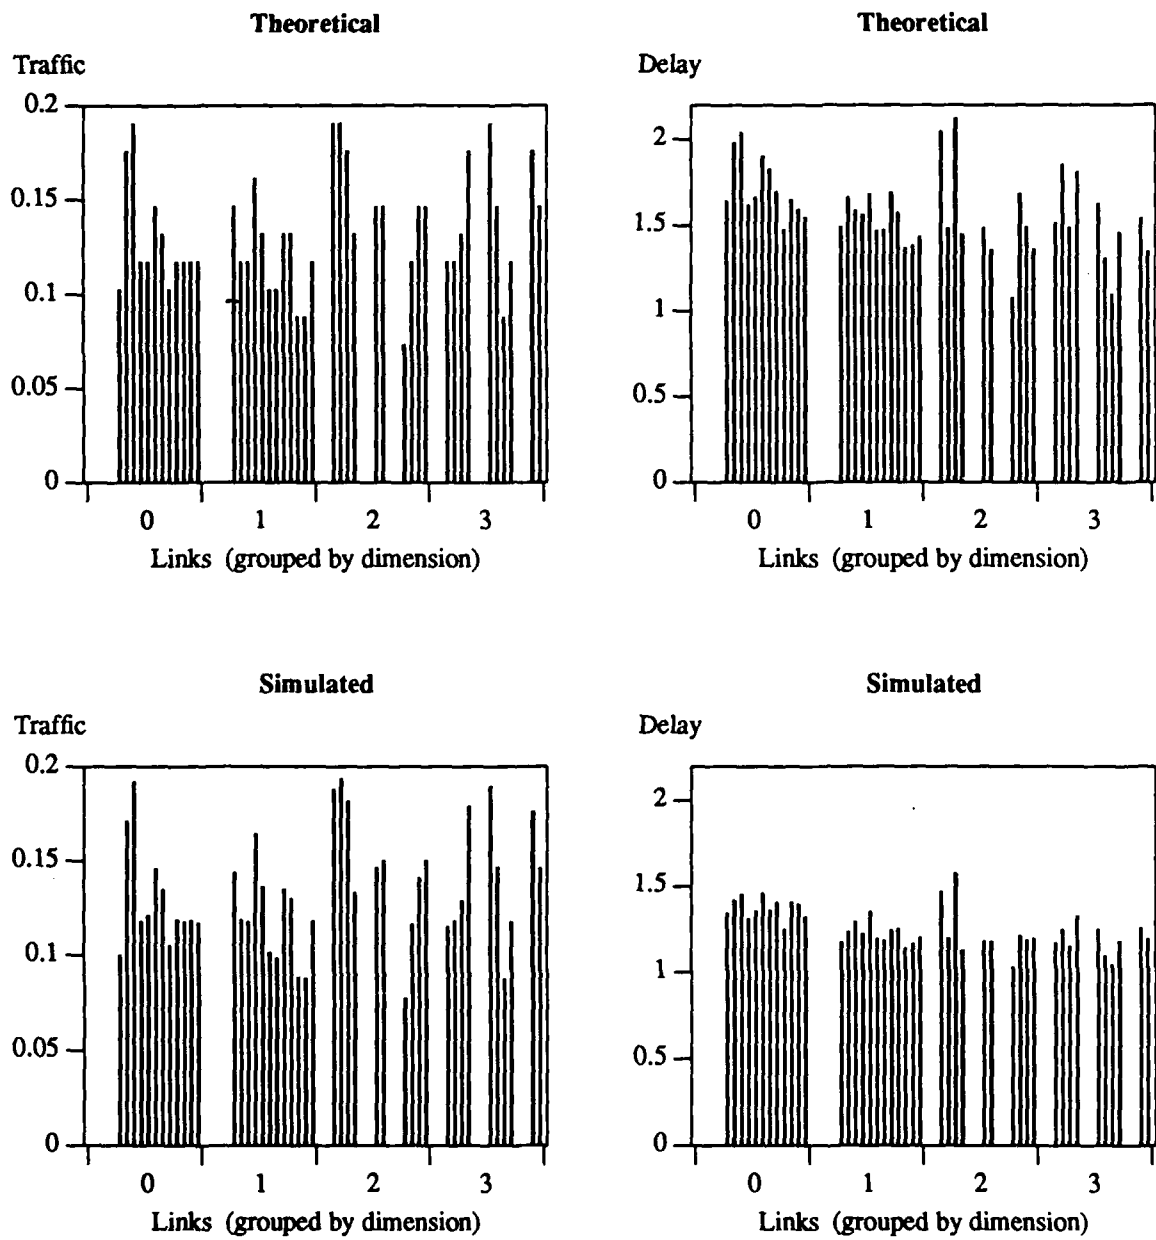 Theoretical
Traffic
0.2
0.15
0.1
0.05
0
0 1 2 3
Links (grouped by dimension)
Theoretical
Delay
2
1.5
1
0.5
0
0 1 2 3
Links (grouped by dimension)
Simulated
Traffic
0.2
0.15
0.1
0.05
0
0 1 2 3
Links (grouped by dimension)
Simulated
Delay
2
1.5
1
0.5
0
0 1 2 3
Links (grouped by dimension)